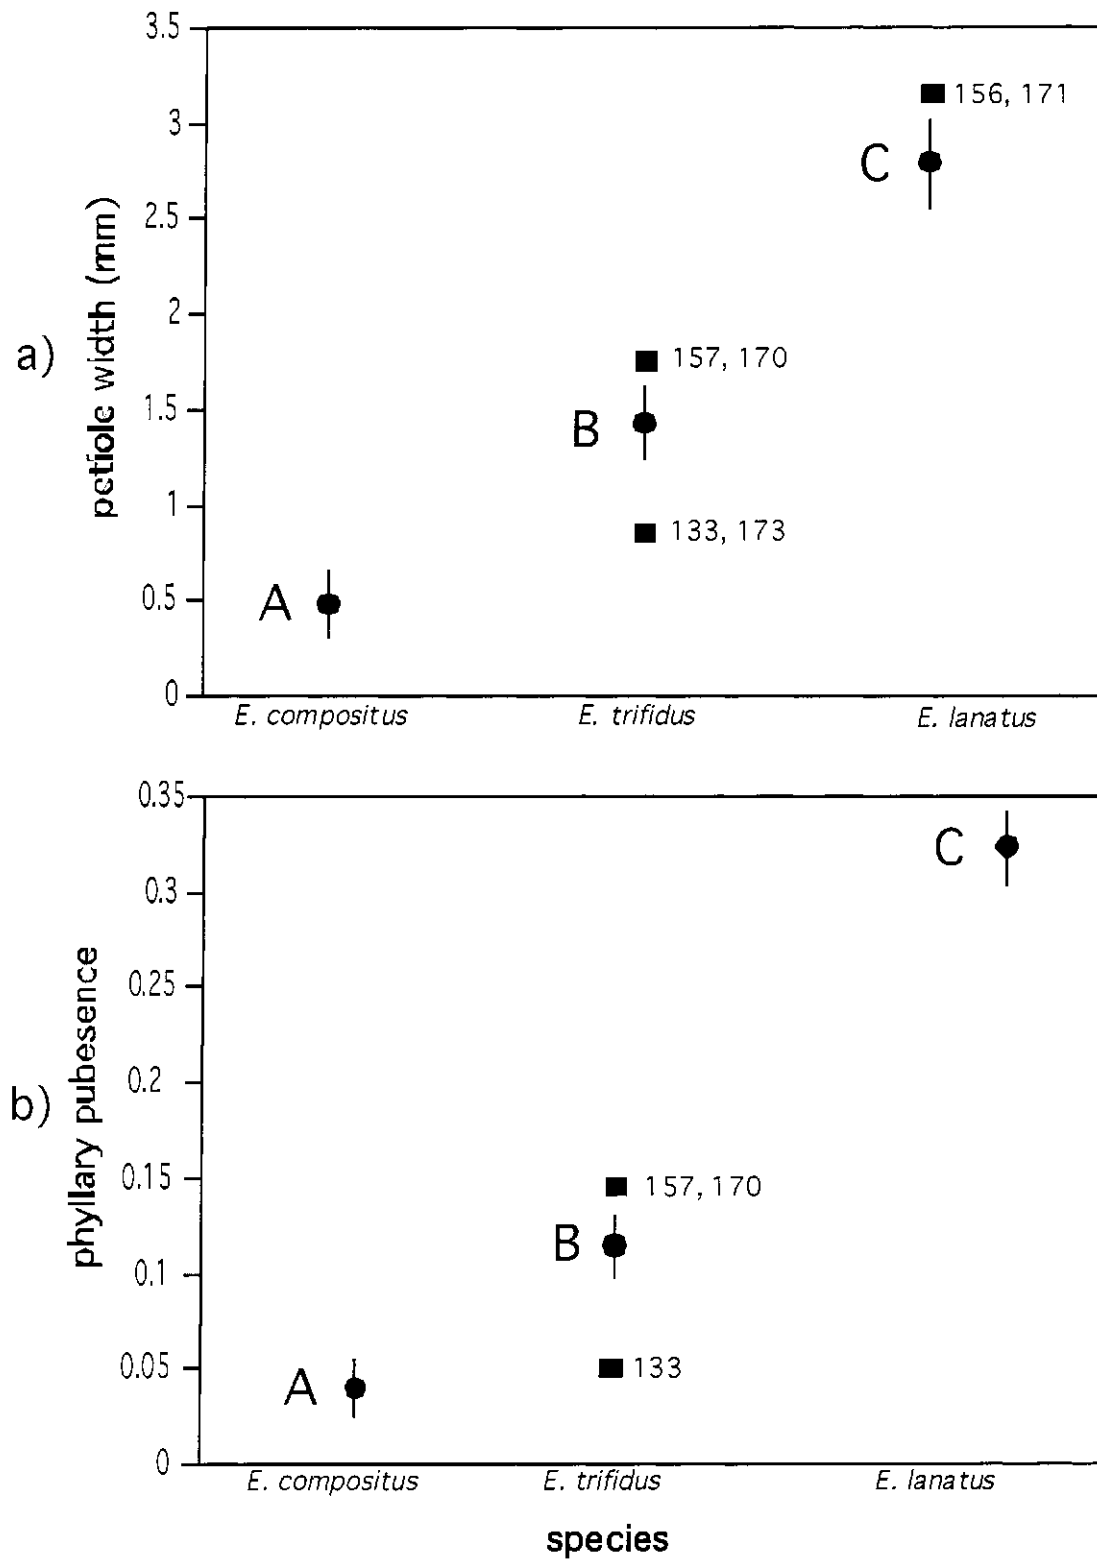 3.5
156, 171
3
C
2.5
petiole width (mm)
2
a)
157, 170
1.5
B
1
133, 173
A
0.5
0
E. compositus E. trifidus E. lanatus
0.35
C
0.3
0.25
phyllary pubesence
0.2
b)
0.15
157, 170
B
0.1
0.05
133
A
0
E. compositus E. trifidus E. lanatus
species